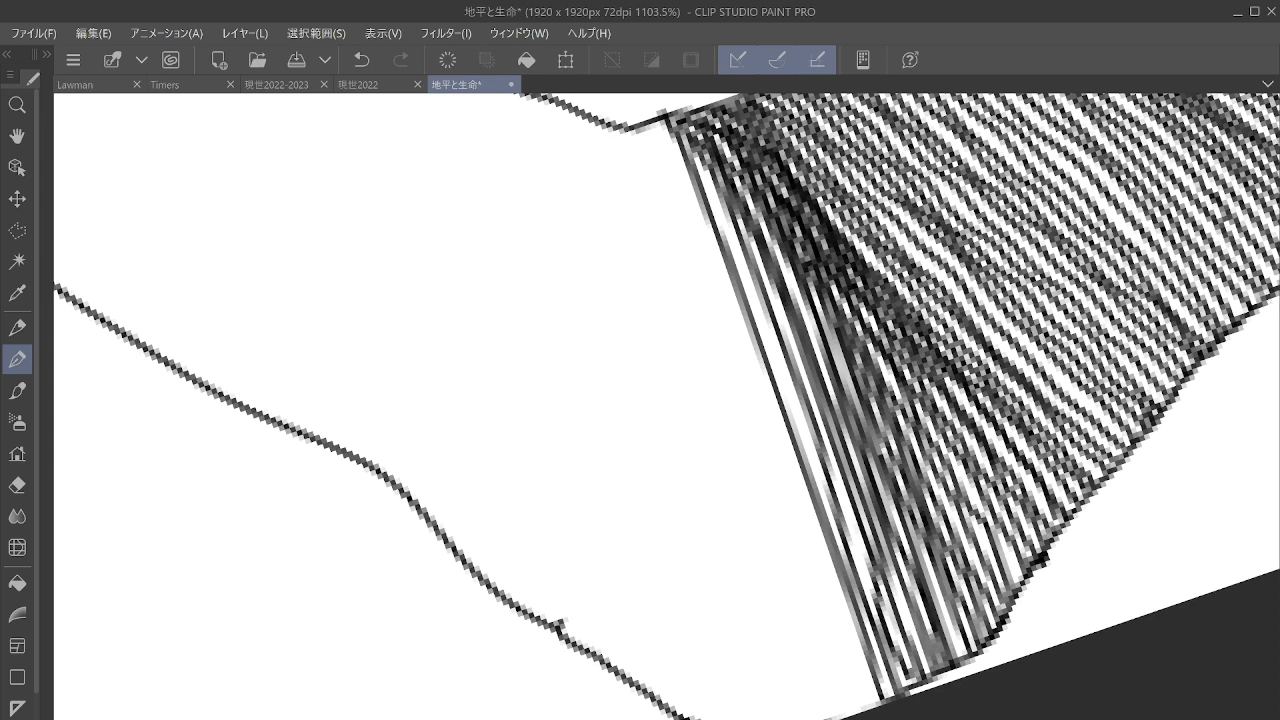 地平と生命* (1920 x 1920px 72dpi 1103.5%)  - CLIP STUDIO PAINT PRO
ファイル(F) 編集(E) アニメーション(A) レイヤー(L) 選択範囲(S) 表示(V) フィルター(I) ウィンドウ(W) ヘルプ(H)
Lawman Timers 現世2022-2023 現世2022 地平と生命*